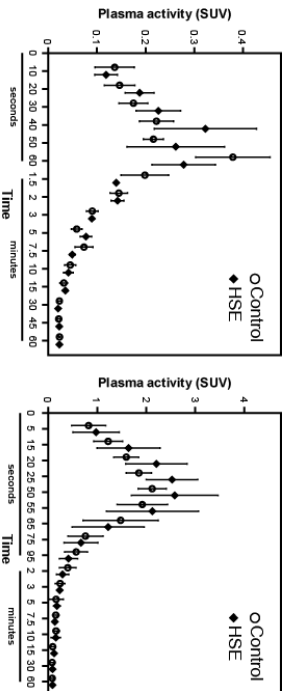 Plasma activity (SUV)
0 0.1 0.2 0.3 0.4
Control
HSE
0 10 20 30 40 50 60 1.5 2 3 5 7.5 10 15 30 45 60
seconds minutes
Time
Plasma activity (SUV)
0 1 2 3 4
Control
HSE
0 5 15 20 25 65 75 95 2 3 5 7.5 10 15 30 60
seconds minutes
Time